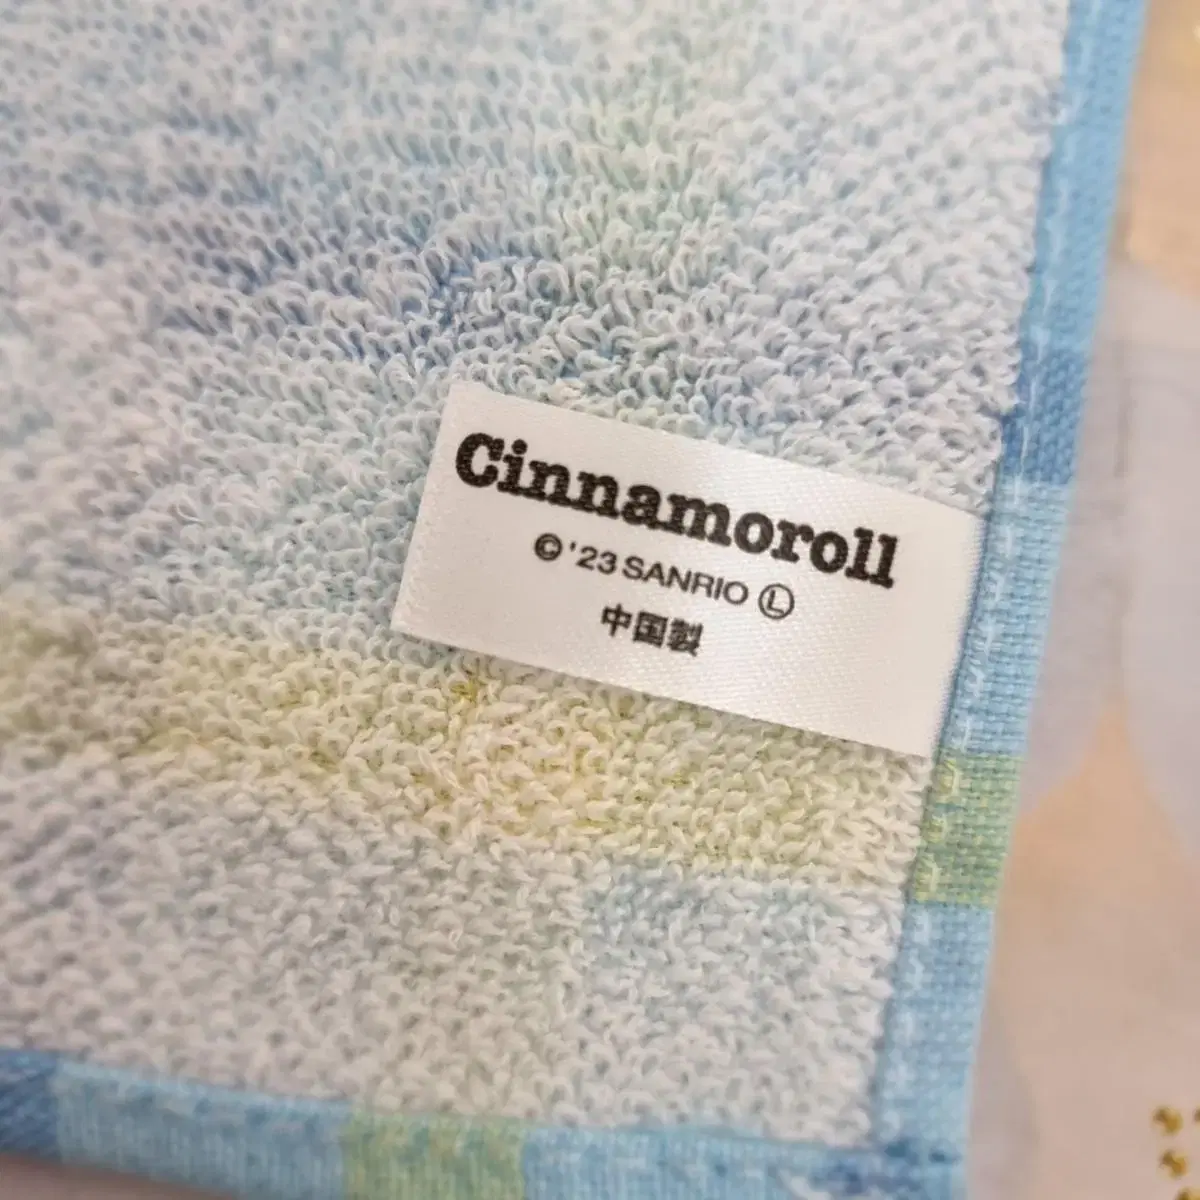 Cinnamoroll
© '23 SANRIO Ⓛ
中国製